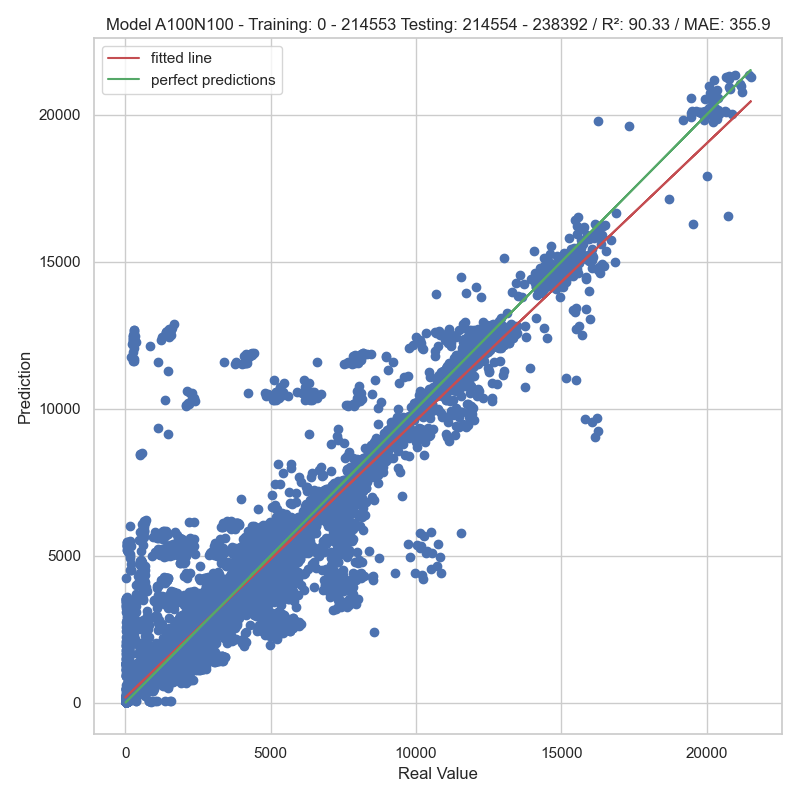 Model A100N100 - Training: 0 - 214553 Testing: 214554 - 238392 / R²: 90.33 / MAE: 355.9
fitted line
perfect predictions
20000
15000
10000
5000
0
Prediction
0 5000 10000 15000 20000
Real Value